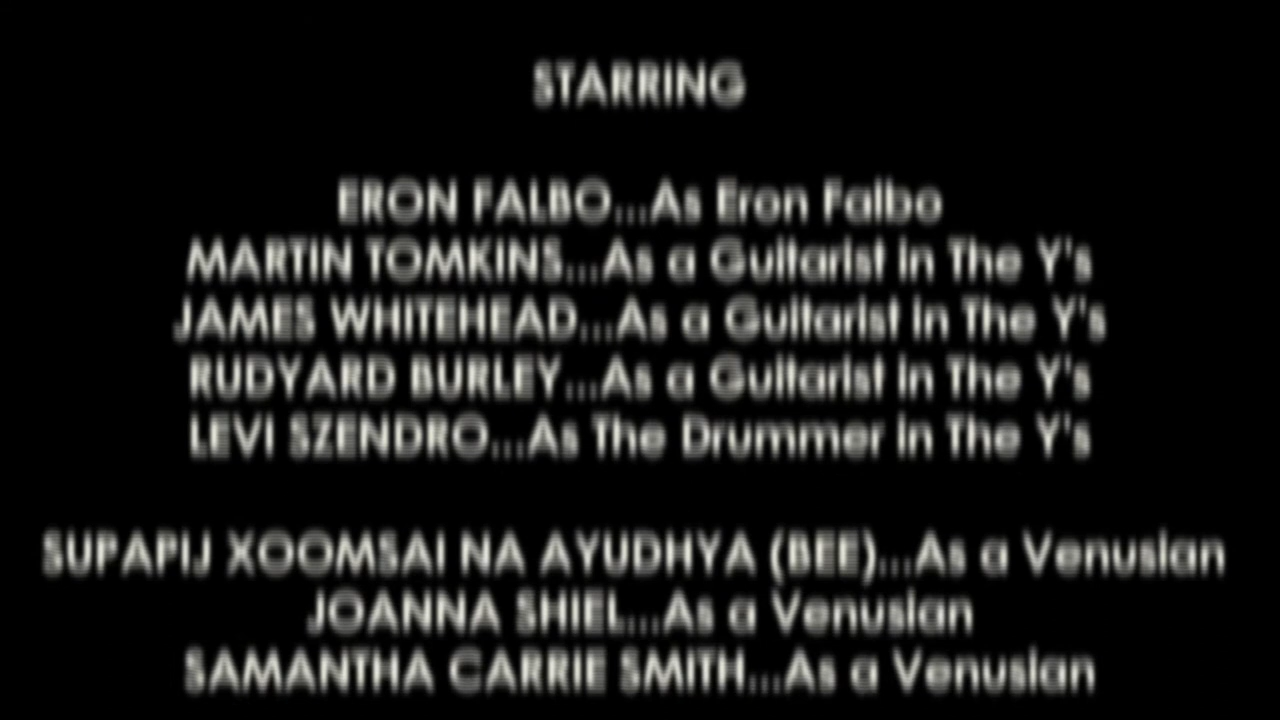 STARRING
ERON FALBO...As Eron Falbo
MARTIN TOMKINS...As a Guitarist in The Y's
JAMES WHITEHEAD...As a Guitarist in The Y's
RUDYARD BURLEY...As a Guitarist in The Y's
LEVI SZENDRO...As The Drummer in The Y's
SUPAPIJ XOOMSAI NA AYUDHYA (BEE)...As a Venusian
JOANNA SHIEL...As a Venusian
SAMANTHA CARRIE SMITH...As a Venusian